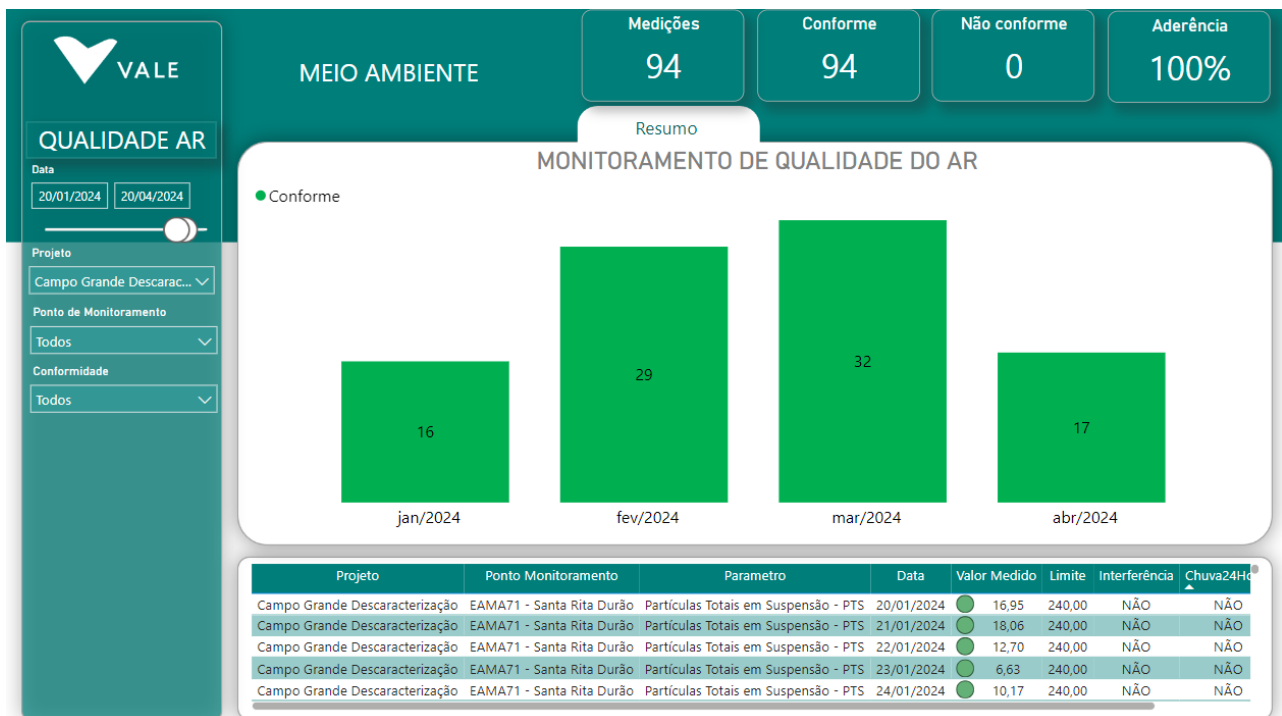 VALE
MEIO AMBIENTE
Medições
94
Conforme
94
Não conforme
0
Aderência
100%
QUALIDADE AR
Data
20/01/2024 20/04/2024
Projeto
Campo Grande Descarac...
Ponto de Monitoramento
Todos
Conformidade
Todos
Resumo
MONITORAMENTO DE QUALIDADE DO AR
Conforme
16 29 32 17
jan/2024 fev/2024 mar/2024 abr/2024
Projeto Ponto Monitoramento Parametro Data Valor Medido Limite Interferência Chuva24Ho
Campo Grande Descaracterização EAMA71 - Santa Rita Durão Partículas Totais em Suspensão - PTS 20/01/2024 16,95 240,00 NÃO NÃO
Campo Grande Descaracterização EAMA71 - Santa Rita Durão Partículas Totais em Suspensão - PTS 21/01/2024 18,06 240,00 NÃO NÃO
Campo Grande Descaracterização EAMA71 - Santa Rita Durão Partículas Totais em Suspensão - PTS 22/01/2024 12,70 240,00 NÃO NÃO
Campo Grande Descaracterização EAMA71 - Santa Rita Durão Partículas Totais em Suspensão - PTS 23/01/2024 6,63 240,00 NÃO NÃO
Campo Grande Descaracterização EAMA71 - Santa Rita Durão Partículas Totais em Suspensão - PTS 24/01/2024 10,17 240,00 NÃO NÃO